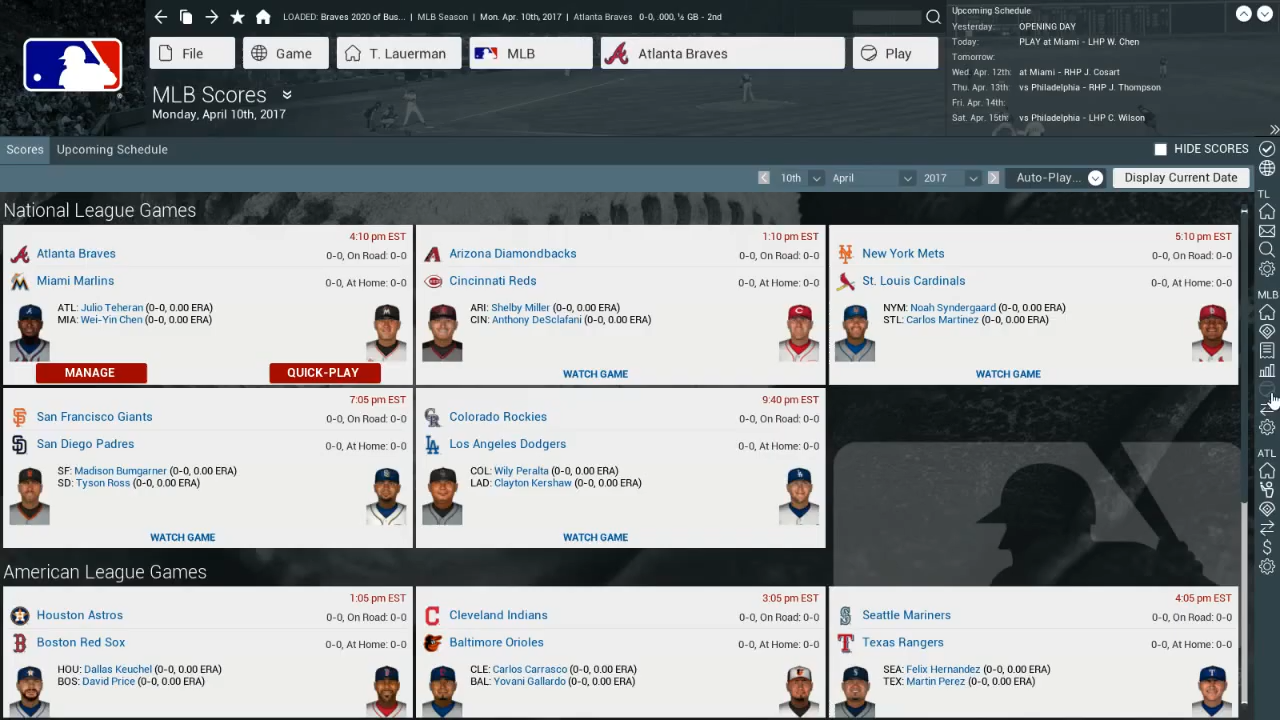 LOADED: Braves 2020 of Bus... | MLB Season | Mon. Apr. 10th, 2017 | Atlanta Braves 0-0, .000, ½ GB - 2nd
File
Game
T. Lauerman
MLB
Atlanta Braves
Play
MLB Scores
Monday, April 10th, 2017
Upcoming Schedule
Yesterday: OPENING DAY
Today: PLAY at Miami - LHP W. Chen
Tomorrow:
Wed. Apr. 12th: at Miami - RHP J. Cosart
Thu. Apr. 13th: vs Philadelphia - RHP J. Thompson
Fri. Apr. 14th:
Sat. Apr. 15th: vs Philadelphia - LHP C. Wilson
Scores
Upcoming Schedule
HIDE SCORES
10th
April
2017
Auto-Play...
Display Current Date
National League Games
4:10 pm EST
Atlanta Braves 0-0, On Road: 0-0
Miami Marlins 0-0, At Home: 0-0
ATL: Julio Teheran (0-0, 0.00 ERA)
MIA: Wei-Yin Chen (0-0, 0.00 ERA)
MANAGE
QUICK-PLAY
1:10 pm EST
Arizona Diamondbacks 0-0, On Road: 0-0
Cincinnati Reds 0-0, At Home: 0-0
ARI: Shelby Miller (0-0, 0.00 ERA)
CIN: Anthony DeSclafani (0-0, 0.00 ERA)
WATCH GAME
5:10 pm EST
New York Mets 0-0, On Road: 0-0
St. Louis Cardinals 0-0, At Home: 0-0
NYM: Noah Syndergaard (0-0, 0.00 ERA)
STL: Carlos Martinez (0-0, 0.00 ERA)
WATCH GAME
7:05 pm EST
San Francisco Giants 0-0, On Road: 0-0
San Diego Padres 0-0, At Home: 0-0
SF: Madison Bumgarner (0-0, 0.00 ERA)
SD: Tyson Ross (0-0, 0.00 ERA)
WATCH GAME
9:40 pm EST
Colorado Rockies 0-0, On Road: 0-0
Los Angeles Dodgers 0-0, At Home: 0-0
COL: Wily Peralta (0-0, 0.00 ERA)
LAD: Clayton Kershaw (0-0, 0.00 ERA)
WATCH GAME
American League Games
1:05 pm EST
Houston Astros 0-0, On Road: 0-0
Boston Red Sox 0-0, At Home: 0-0
HOU: Dallas Keuchel (0-0, 0.00 ERA)
BOS: David Price (0-0, 0.00 ERA)
3:05 pm EST
Cleveland Indians 0-0, On Road: 0-0
Baltimore Orioles 0-0, At Home: 0-0
CLE: Carlos Carrasco (0-0, 0.00 ERA)
BAL: Yovani Gallardo (0-0, 0.00 ERA)
4:05 pm EST
Seattle Mariners 0-0, On Road: 0-0
Texas Rangers 0-0, At Home: 0-0
SEA: Felix Hernandez (0-0, 0.00 ERA)
TEX: Martin Perez (0-0, 0.00 ERA)
TL
MLB
ATL